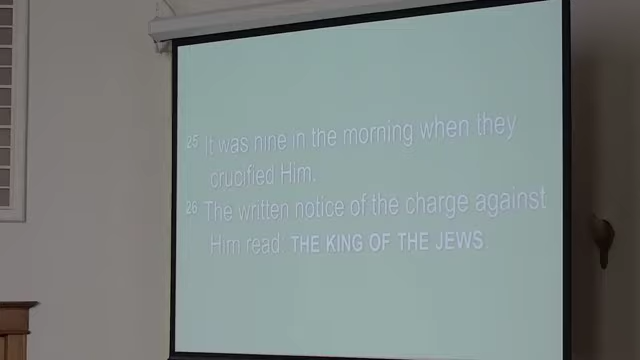 25 It was nine in the morning when they
crucified Him.
26 The written notice of the charge against
Him read: THE KING OF THE JEWS.